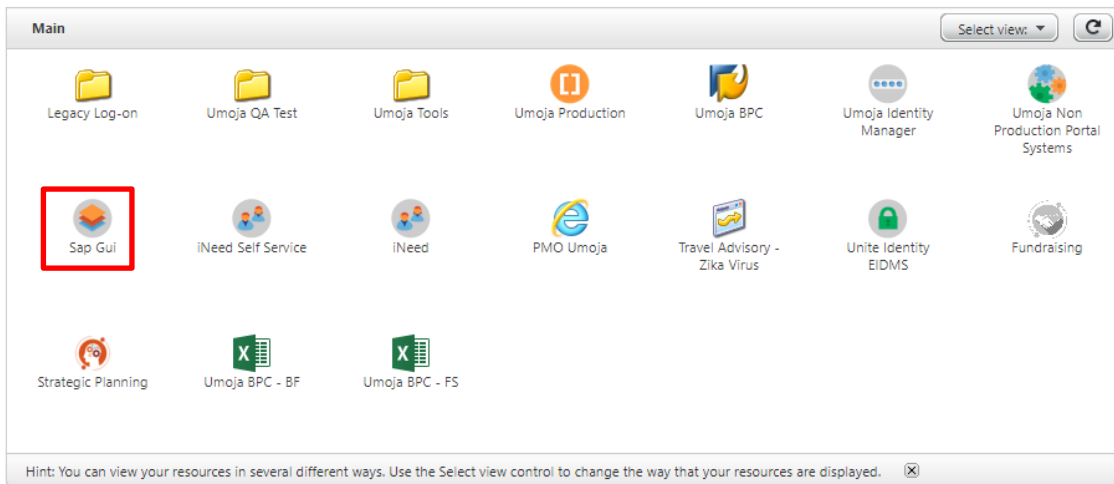 Main
Select view:
Legacy Log-on
Umoja QA Test
Umoja Tools
Umoja Production
Umoja BPC
Umoja Identity
Manager
Umoja Non
Production Portal
Systems
Sap Gui
iNeed Self Service
iNeed
PMO Umoja
Travel Advisory -
Zika Virus
Unite Identity
EIDMS
Fundraising
Strategic Planning
Umoja BPC - BF
Umoja BPC - FS
Hint: You can view your resources in several different ways. Use the Select view control to change the way that your resources are displayed.